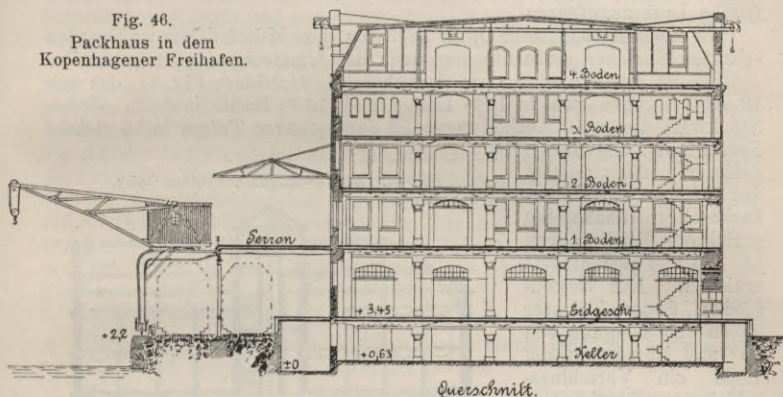 Fig. 46.
Packhaus in dem
Kopenhagener Freihafen.
4. Boden
3. Boden
2. Boden
1. Boden
Perron
+ 3,45
Erdgesch.
+2,2
±0
+0,63
Keller
Querschnitt.